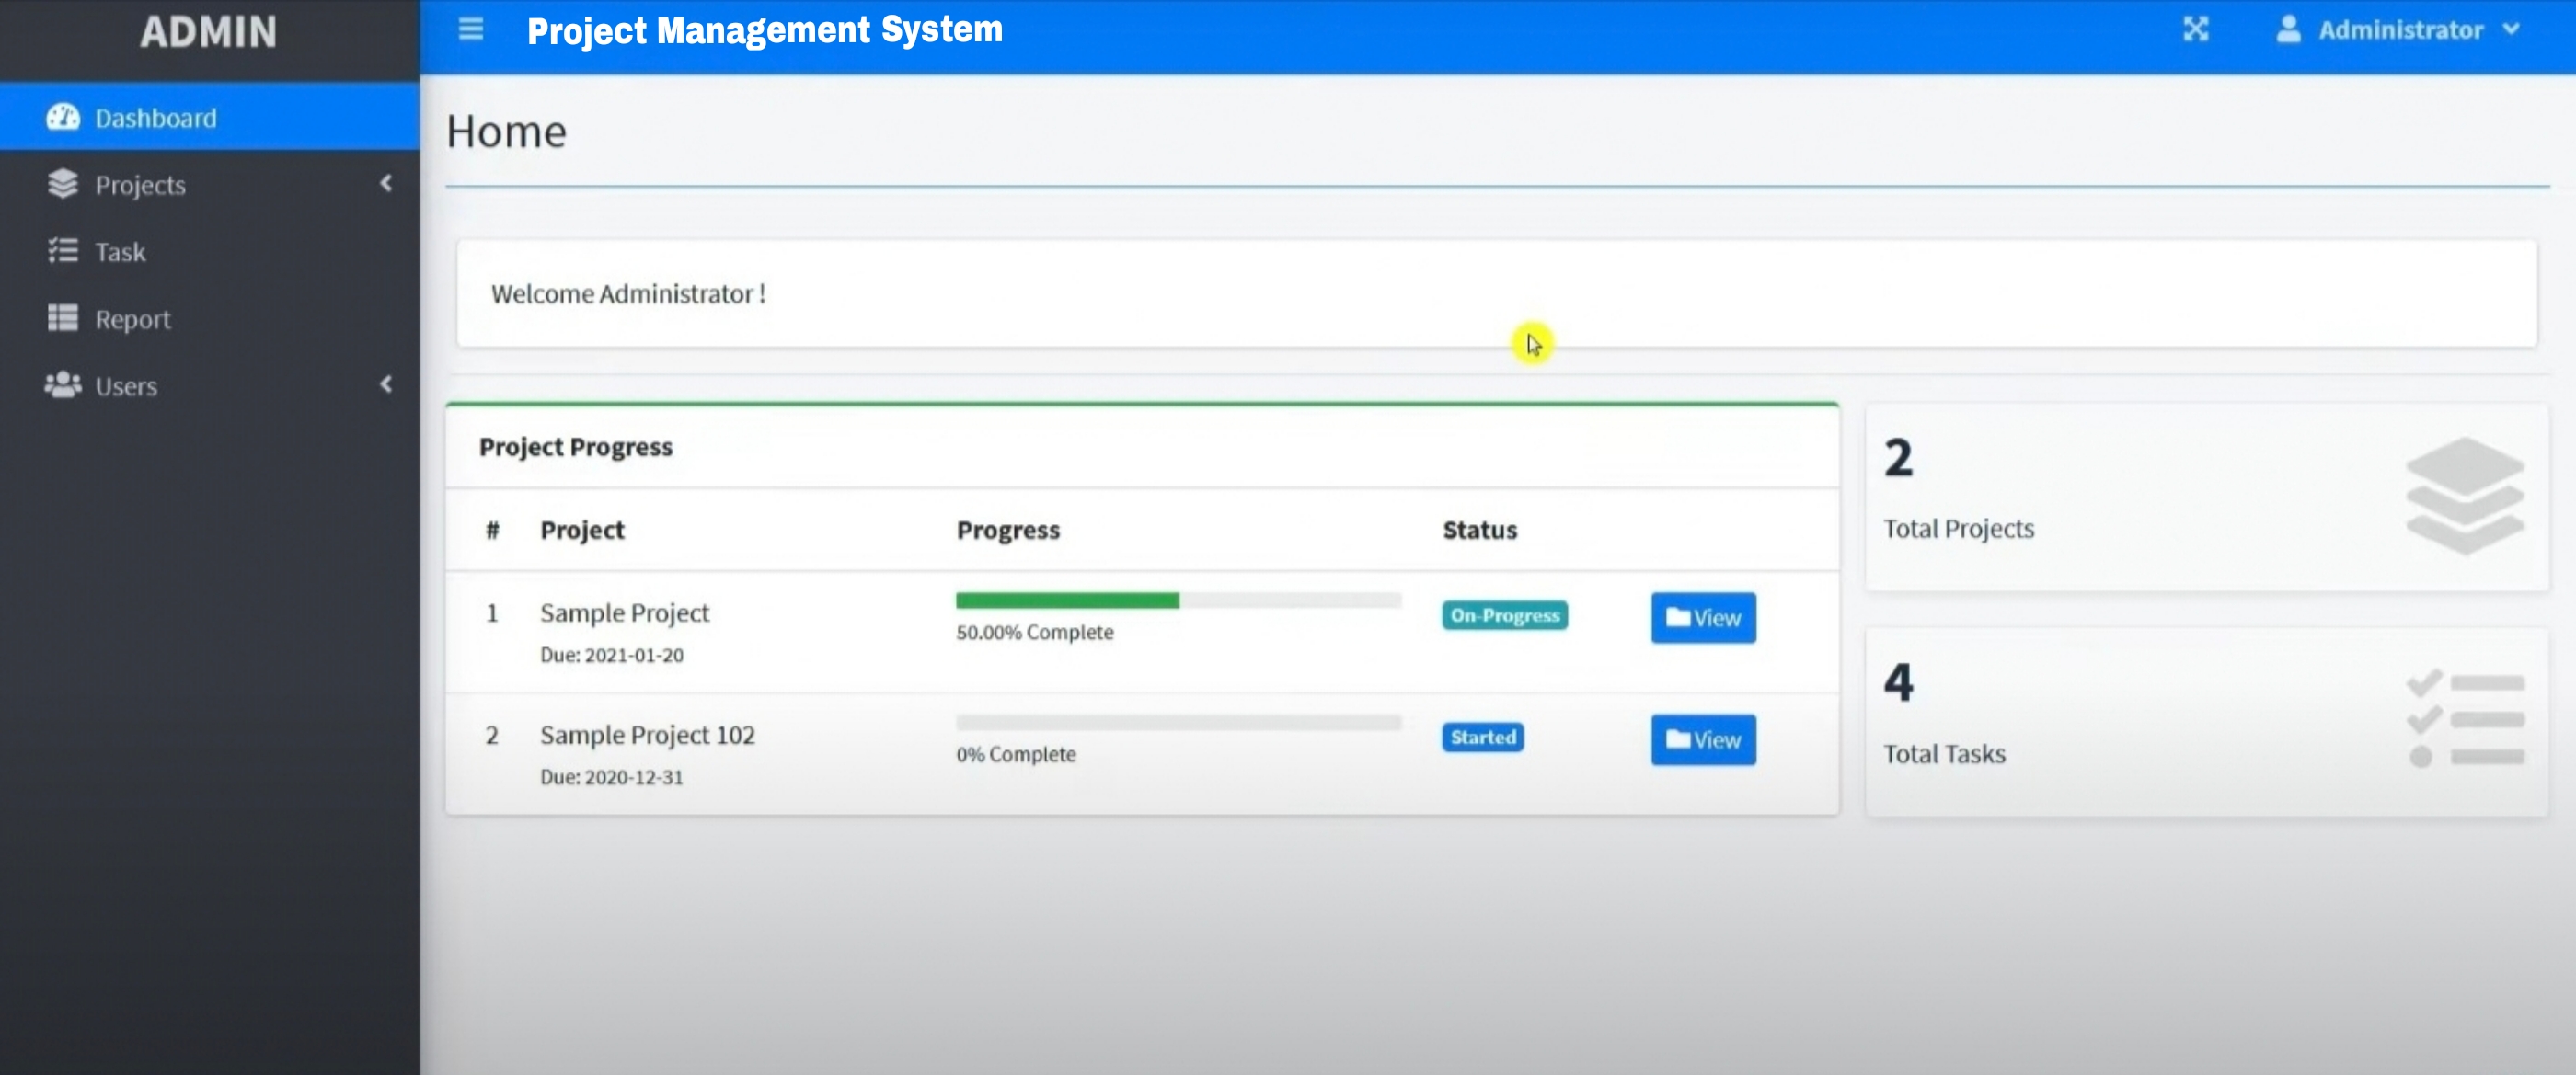 ADMIN
Project Management System
Administrator
Dashboard
Projects
Task
Report
Users
Home
Welcome Administrator !
Project Progress
# Project Progress Status
1 Sample Project
Due: 2021-01-20
50.00% Complete
On-Progress
View
2 Sample Project 102
Due: 2020-12-31
0% Complete
Started
View
2
Total Projects
4
Total Tasks